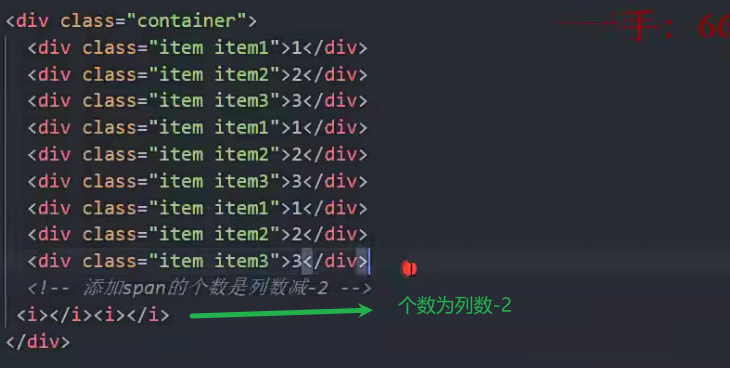 <div class="container">
一手：60
<div class="item item1">1</div>
<div class="item item2">2</div>
<div class="item item3">3</div>
<div class="item item1">1</div>
<div class="item item2">2</div>
<div class="item item3">3</div>
<div class="item item1">1</div>
<div class="item item2">2</div>
<div class="item item3">3</div>
<!-- 添加span的个数是列数减-2 -->
<i></i><i></i>
个数为列数-2
</div>